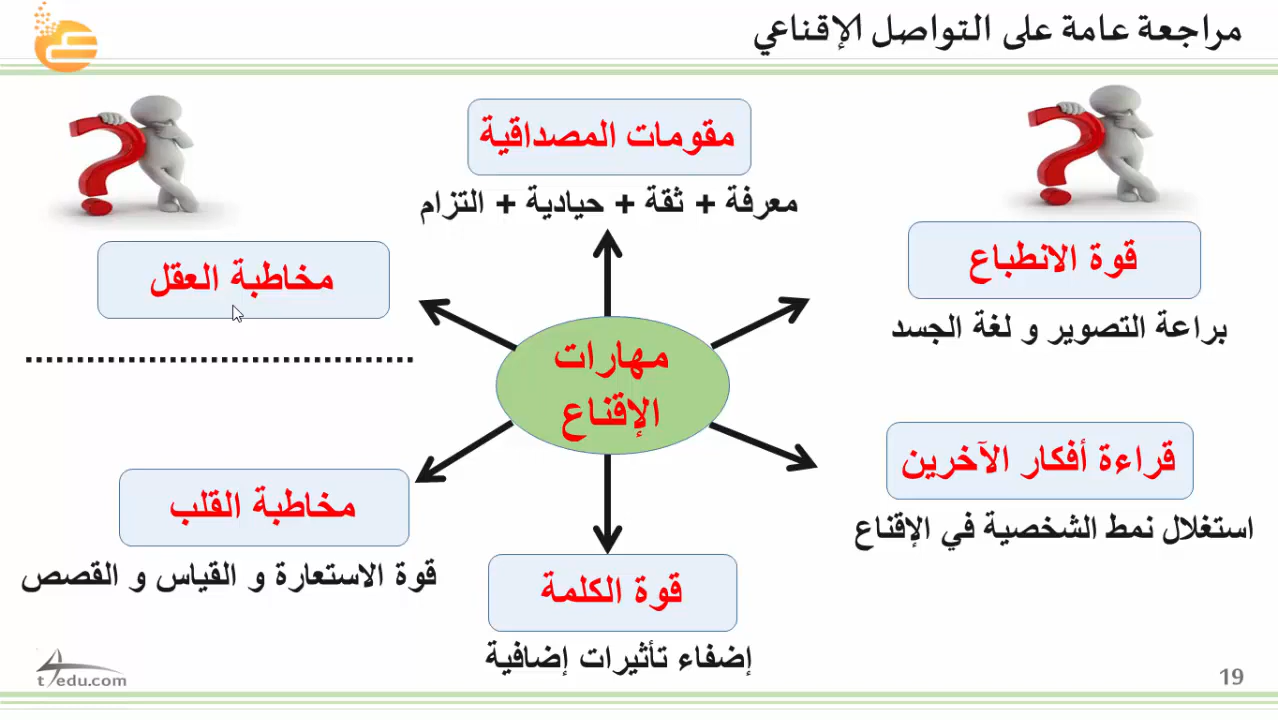 مراجعة عامة على التواصل الإقناعي
مقومات المصداقية
معرفة + ثقة + حيادية + التزام
قوة الانطباع
براعة التصوير و لغة الجسد
مخاطبة العقل
......................................
مهارات
الإقناع
قراءة أفكار الآخرين
استغلال نمط الشخصية في الإقناع
مخاطبة القلب
قوة الاستعارة و القياس و القصص
قوة الكلمة
إضفاء تأثيرات إضافية
t4edu.com
19